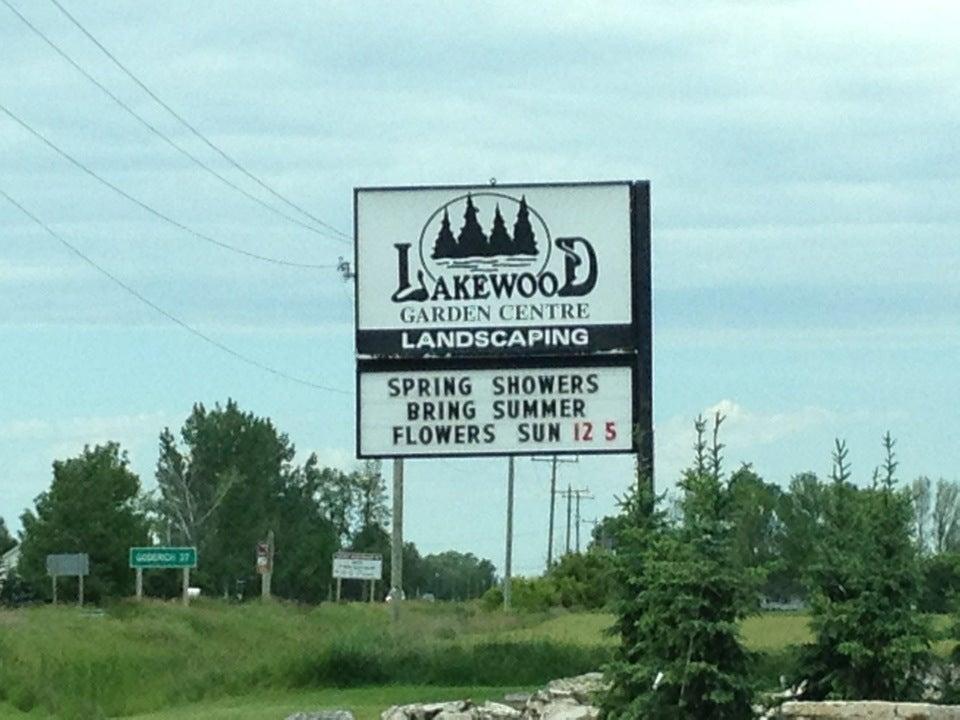 LAKEWOOD
GARDEN CENTRE
LANDSCAPING
SPRING SHOWERS
BRING SUMMER
FLOWERS SUN 12 5
GODERICH 37